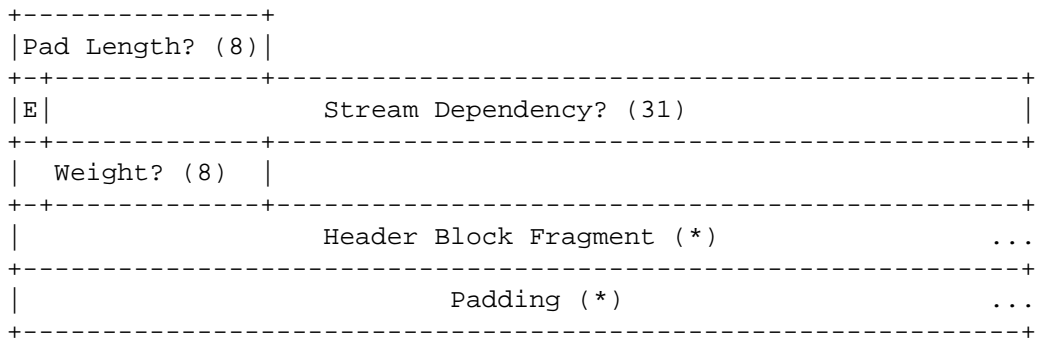 +---------------+
|Pad Length? (8)|
+-+-------------+-----------------------------------------------+
|E|                 Stream Dependency? (31)                     |
+-+-------------+-----------------------------------------------+
|  Weight? (8)  |
+-+-------------+-----------------------------------------------+
|                   Header Block Fragment (*)                 ...
+---------------------------------------------------------------+
|                           Padding (*)                       ...
+---------------------------------------------------------------+